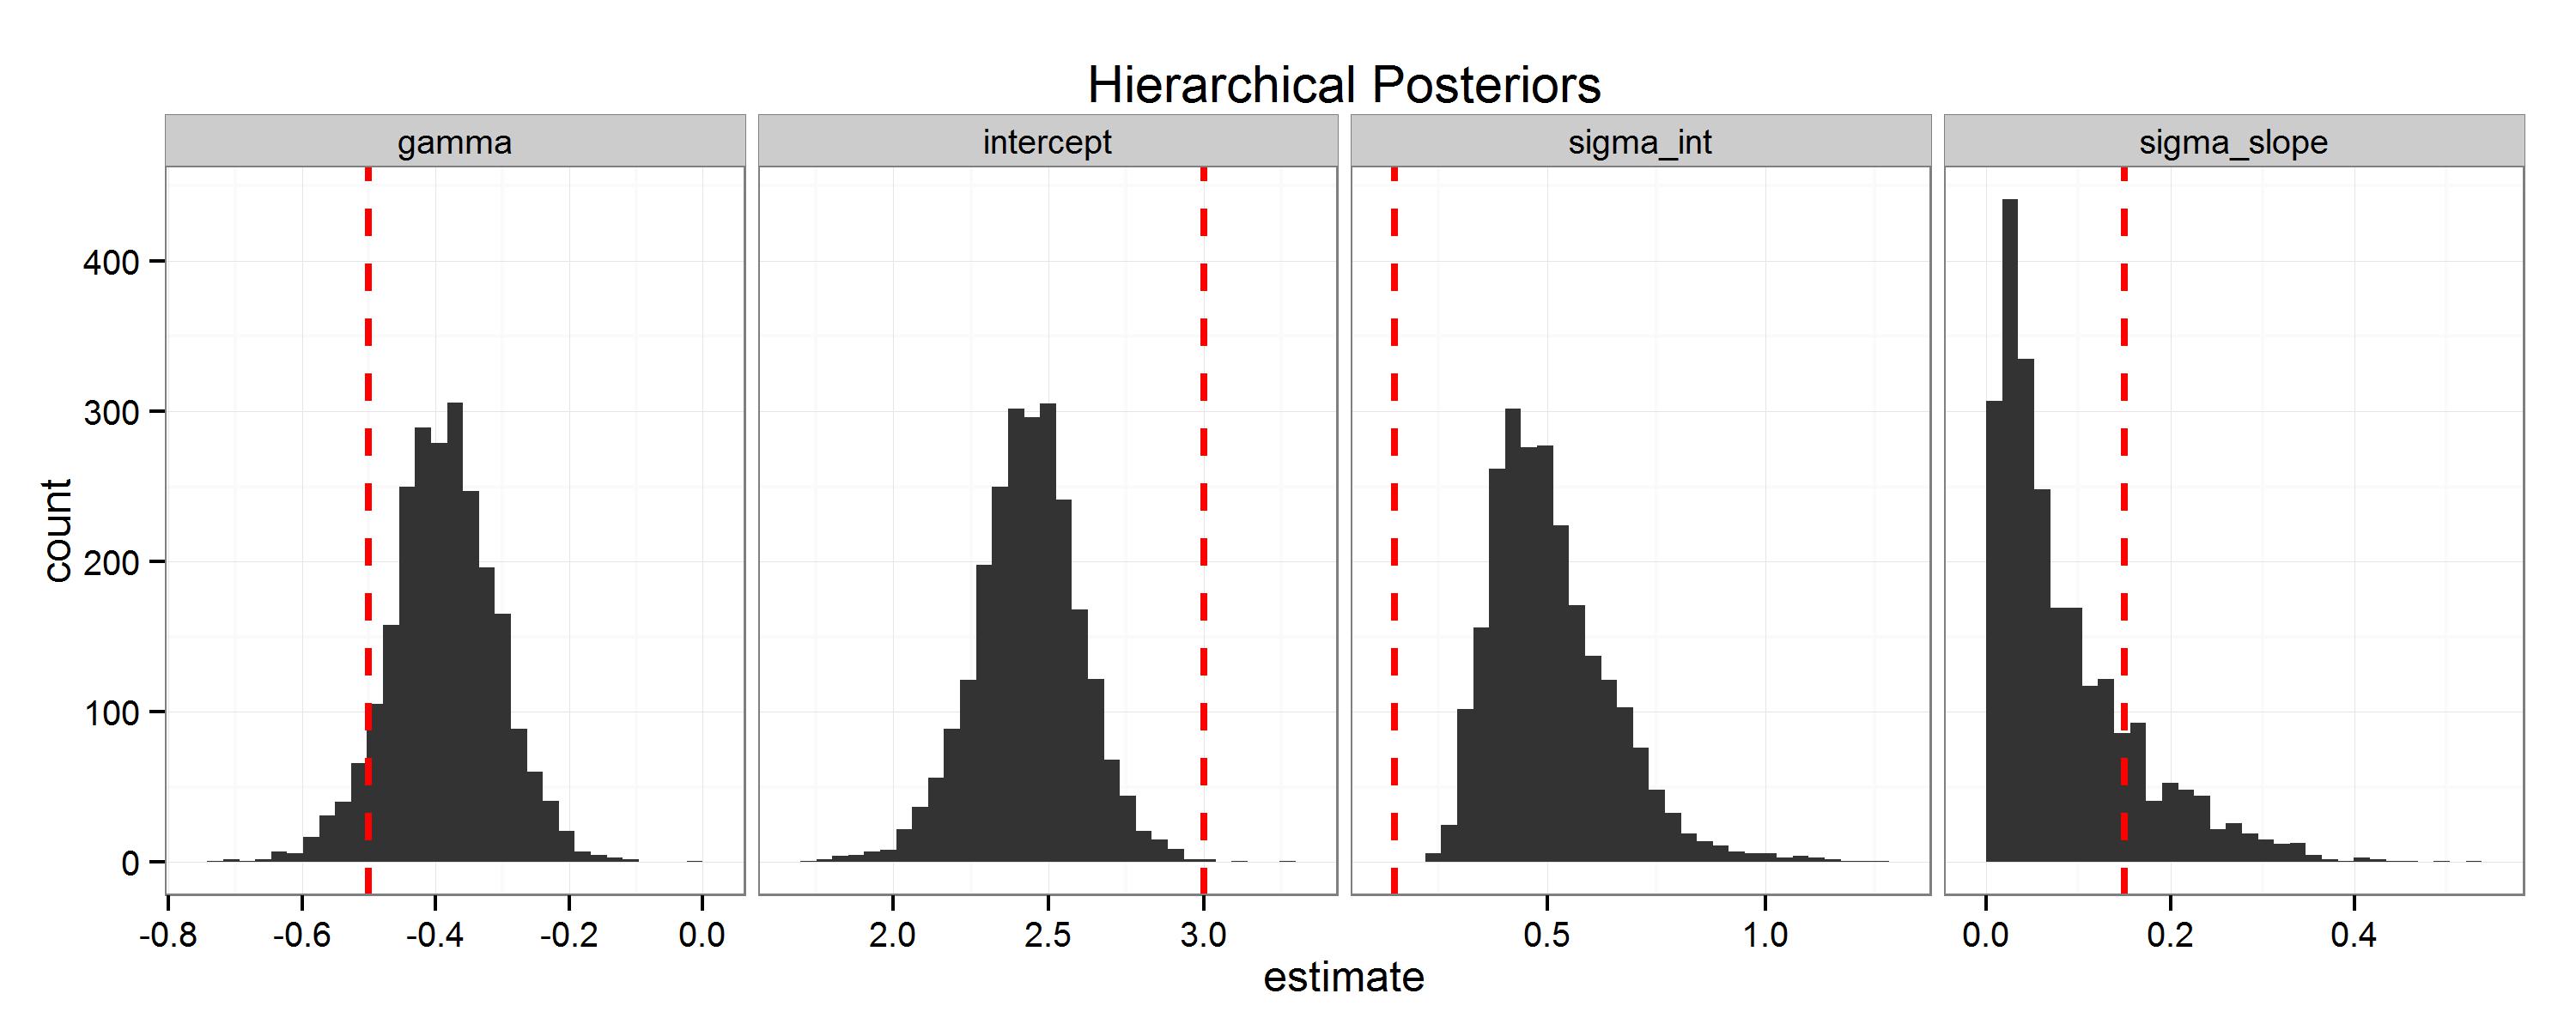 Hierarchical Posteriors
gamma intercept sigma_int sigma_slope
400
300
200
100
0
count
-0.8 -0.6 -0.4 -0.2 0.0 2.0 2.5 3.0 0.5 1.0 0.0 0.2 0.4
estimate